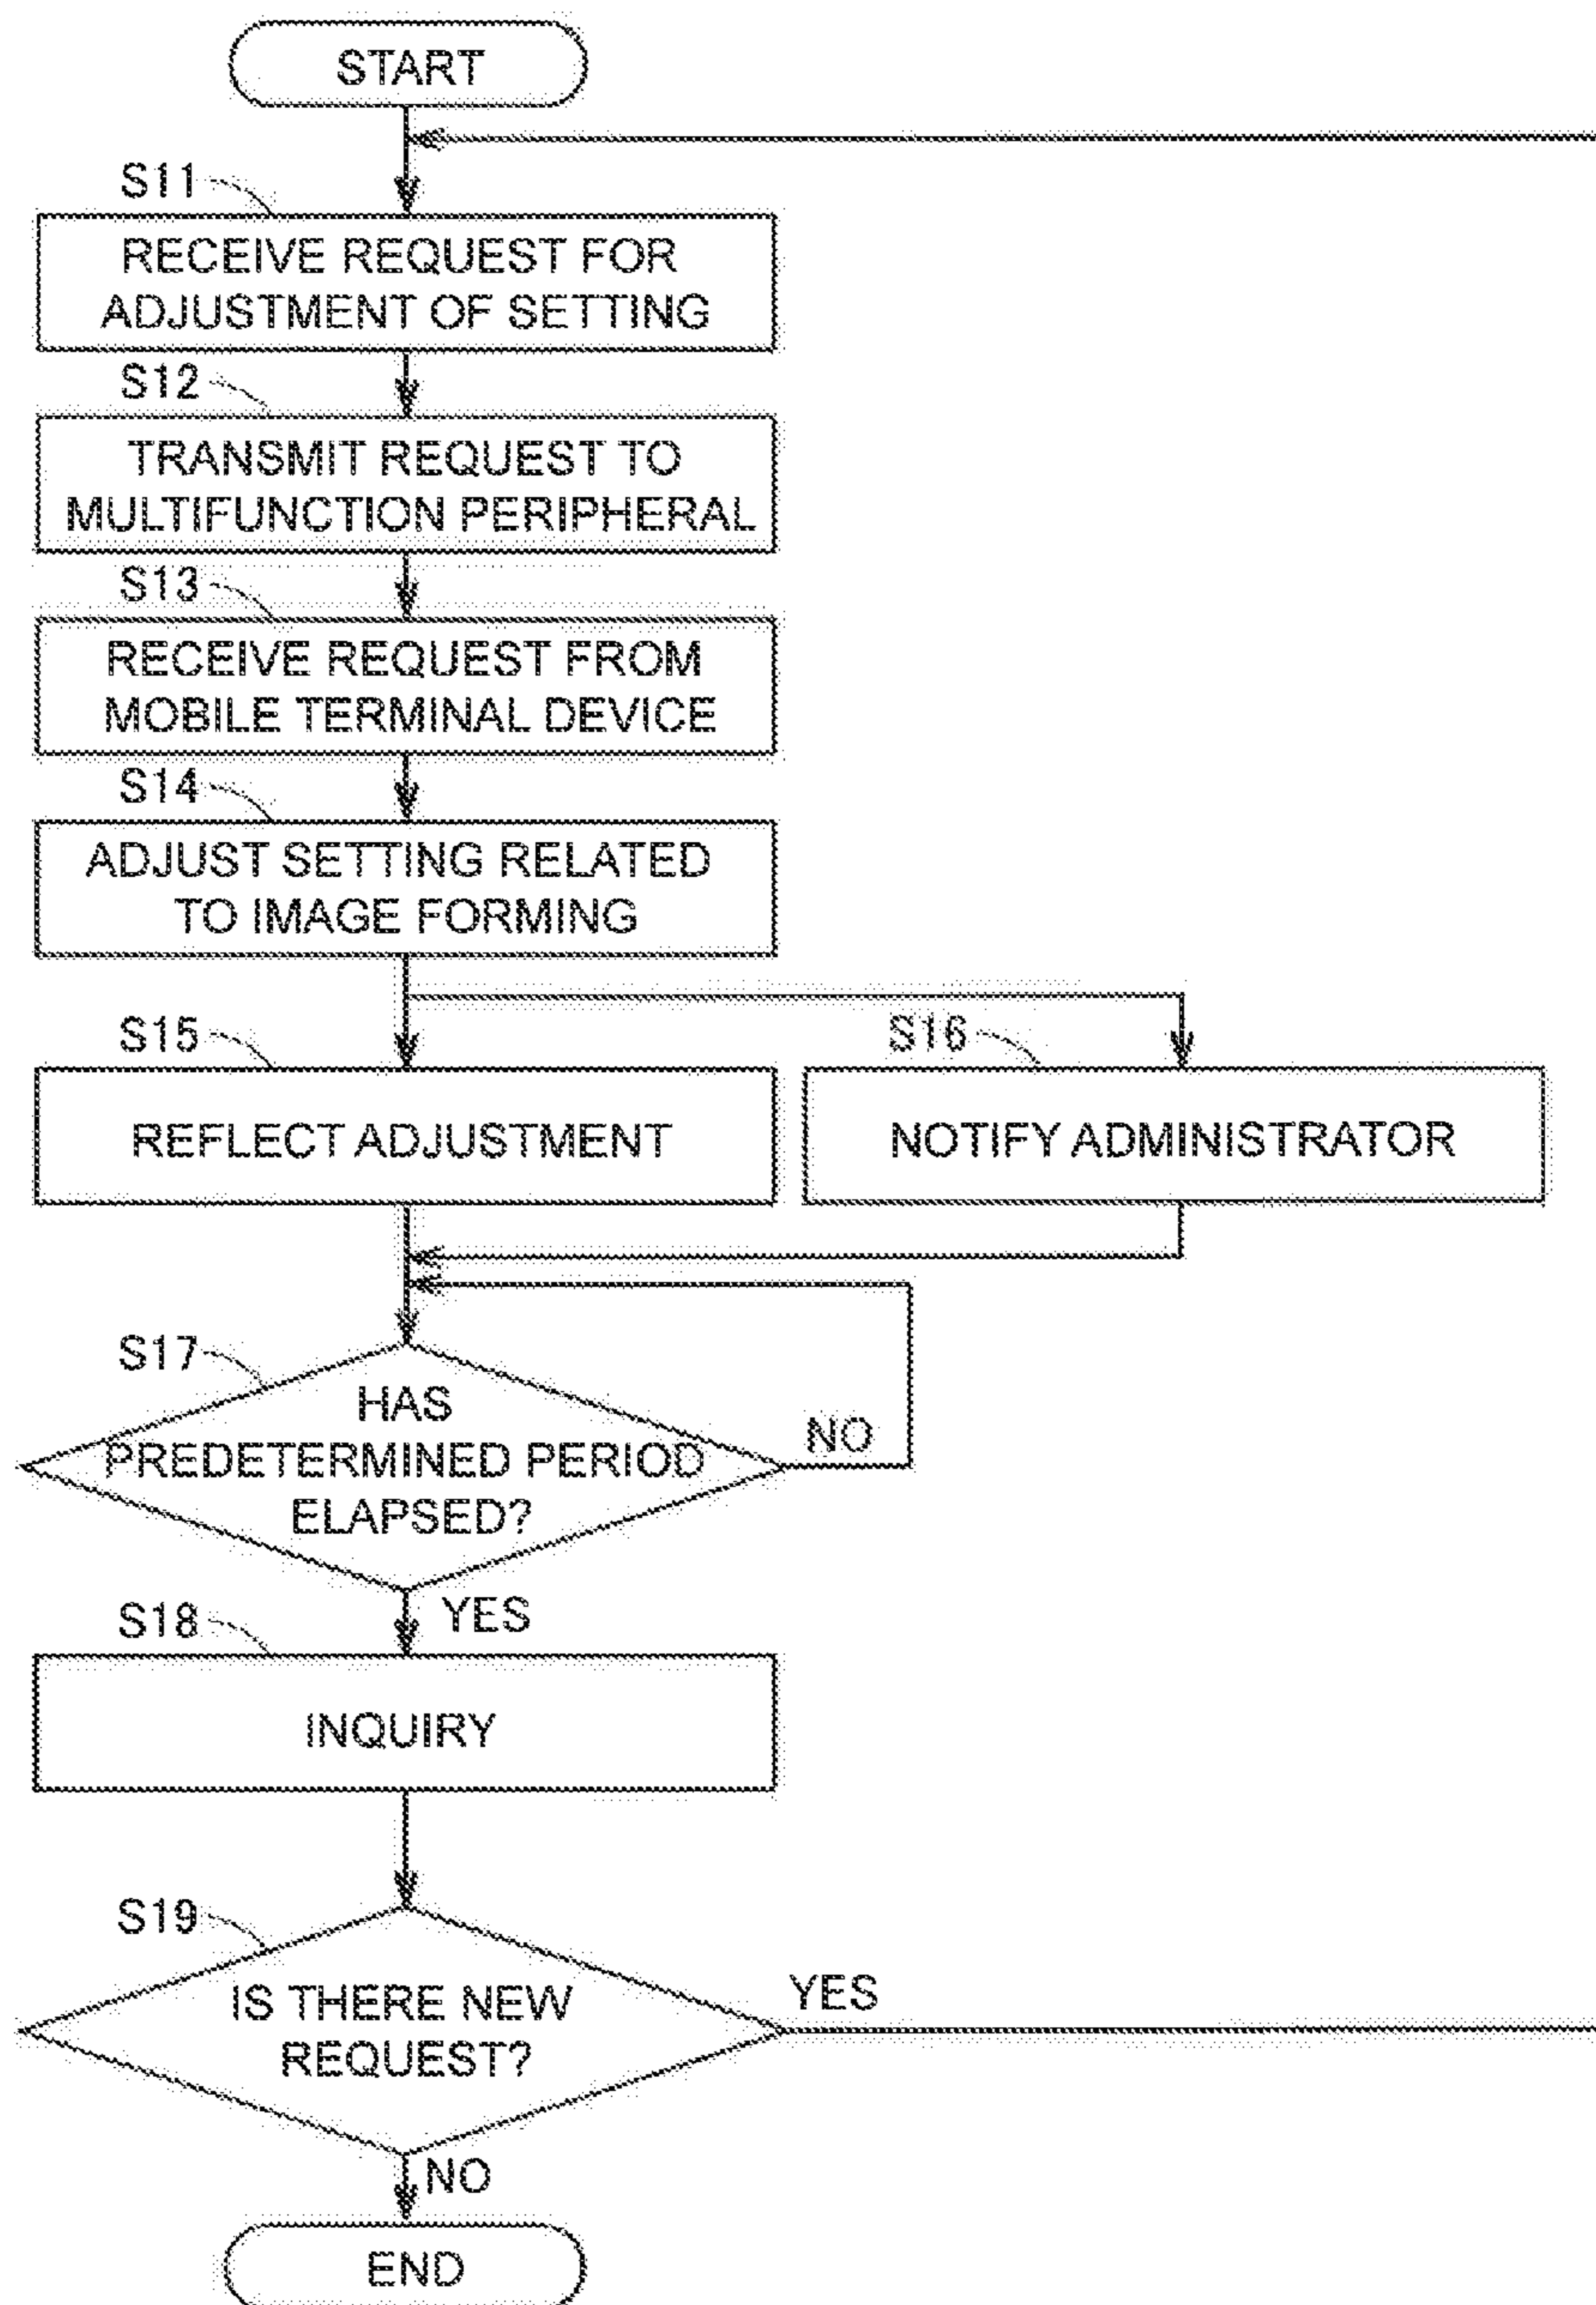 START
S11
RECEIVE REQUEST FOR
ADJUSTMENT OF SETTING
S12
TRANSMIT REQUEST TO
MULTIFUNCTION PERIPHERAL
S13
RECEIVE REQUEST FROM
MOBILE TERMINAL DEVICE
S14
ADJUST SETTING RELATED
TO IMAGE FORMING
S15
REFLECT ADJUSTMENT
S16
NOTIFY ADMINISTRATOR
S17
HAS
PREDETERMINED PERIOD
ELAPSED?
NO
YES
S18
INQUIRY
S19
IS THERE NEW
REQUEST?
YES
NO
END